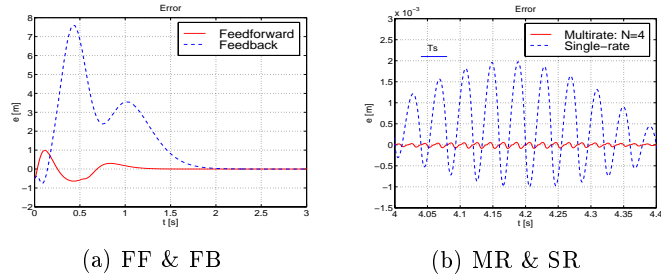 Error
Feedforward
Feedback
e [m]
8
7
6
5
4
3
2
1
0
−1
−2
0
0.5
1
1.5
2
2.5
3
t [s]
(a) FF & FB
x 10⁻³
Error
Multirate: N=4
Single−rate
Ts
e [m]
2.5
2
1.5
1
0.5
0
−0.5
−1
−1.5
4
4.05
4.1
4.15
4.2
4.25
4.3
4.35
4.4
t [s]
(b) MR & SR